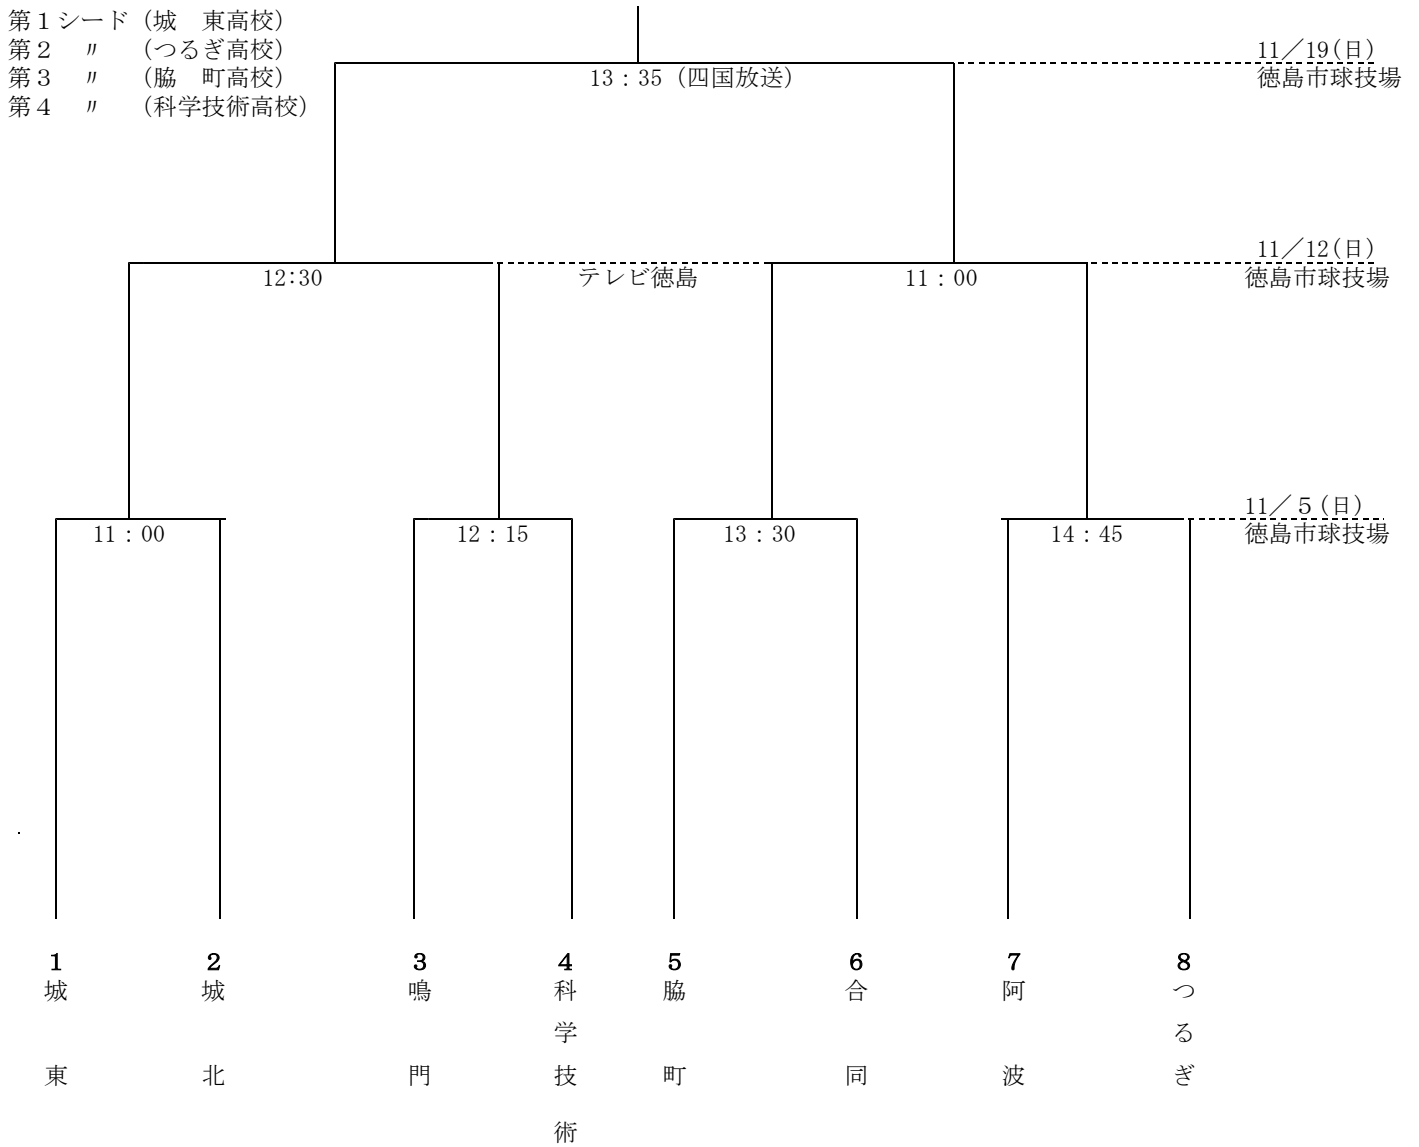 第１シード（城　東高校）
第２　〃　（つるぎ高校）
第３　〃　（脇　町高校）
第４　〃　（科学技術高校）
11／19(日)
徳島市球技場
13：35（四国放送）
11／12(日)
徳島市球技場
12:30
テレビ徳島
11：00
11／５(日)
徳島市球技場
11：00
12：15
13：30
14：45
1
城東
2
城北
3
鳴門
4
科学技術
5
脇町
6
合同
7
阿波
8
つるぎ